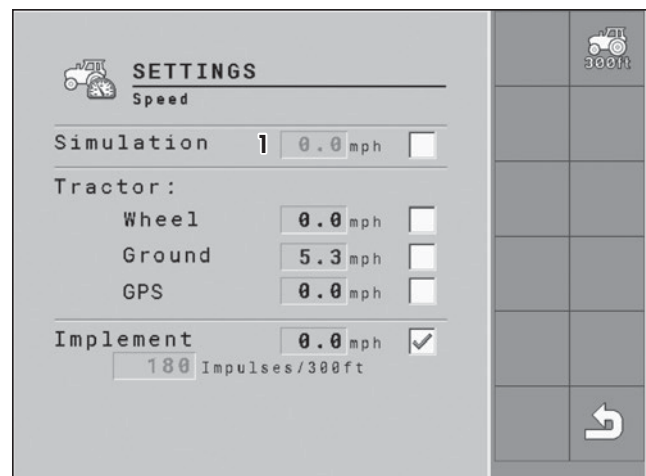 300ft
SETTINGS
Speed
Simulation 1 0.0 mph
Tractor:
Wheel 0.0 mph
Ground 5.3 mph
GPS 0.0 mph
Implement 0.0 mph
180 Impulses/300ft